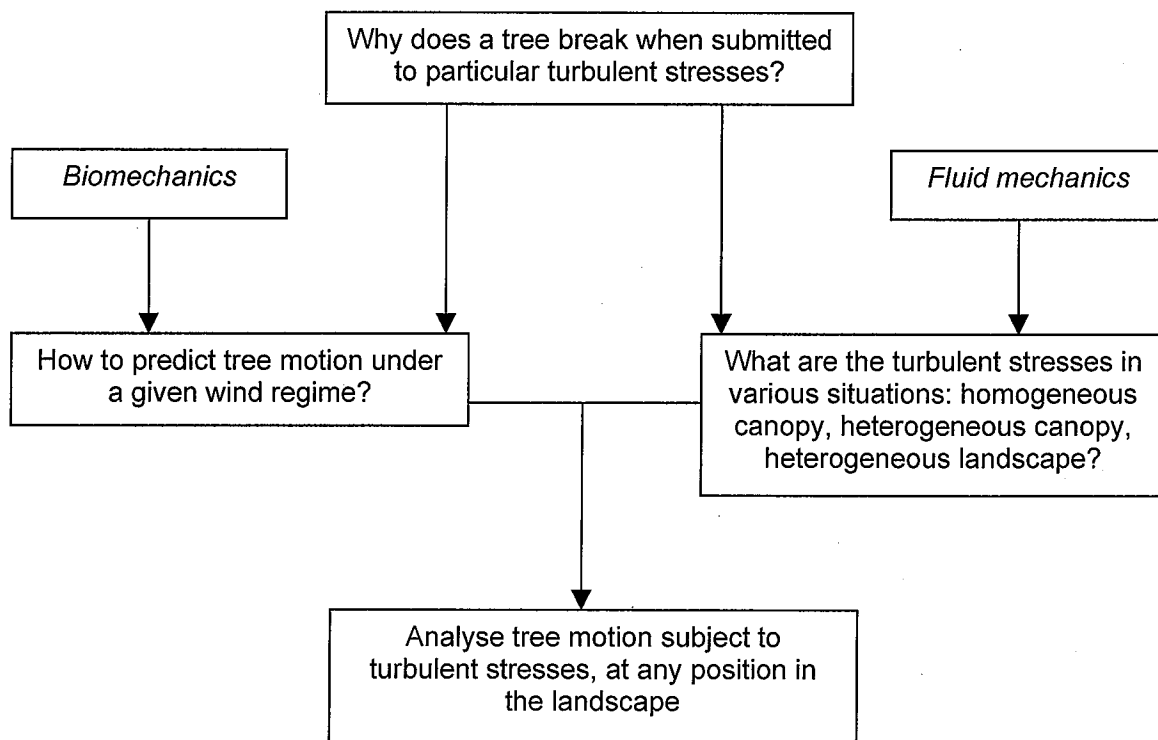 Why does a tree break when submitted
to particular turbulent stresses?
Biomechanics
Fluid mechanics
How to predict tree motion under
a given wind regime?
What are the turbulent stresses in
various situations: homogeneous
canopy, heterogeneous canopy,
heterogeneous landscape?
Analyse tree motion subject to
turbulent stresses, at any position in
the landscape